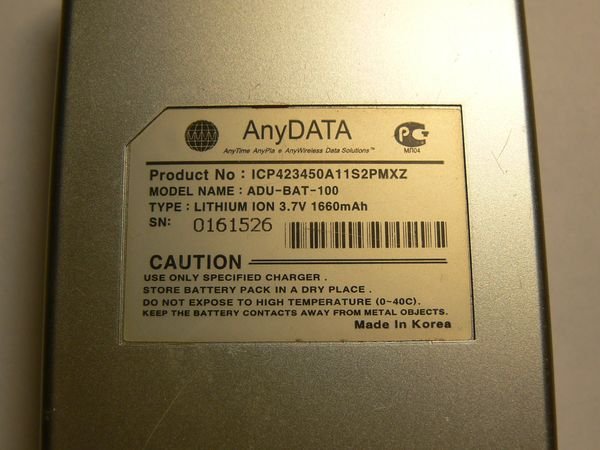 AnyDATA
AnyTime AnyPla e AnyWireless Data Solutions™
РС
МЛ04
Product No : ICP423450A11S2PMXZ
MODEL NAME : ADU-BAT-100
TYPE : LITHIUM ION 3.7V 1660mAh
SN: 0161526
CAUTION
USE ONLY SPECIFIED CHARGER .
STORE BATTERY PACK IN A DRY PLACE .
DO NOT EXPOSE TO HIGH TEMPERATURE (0~40C).
KEEP THE BATTERY CONTACTS AWAY FROM METAL OBJECTS.
Made In Korea